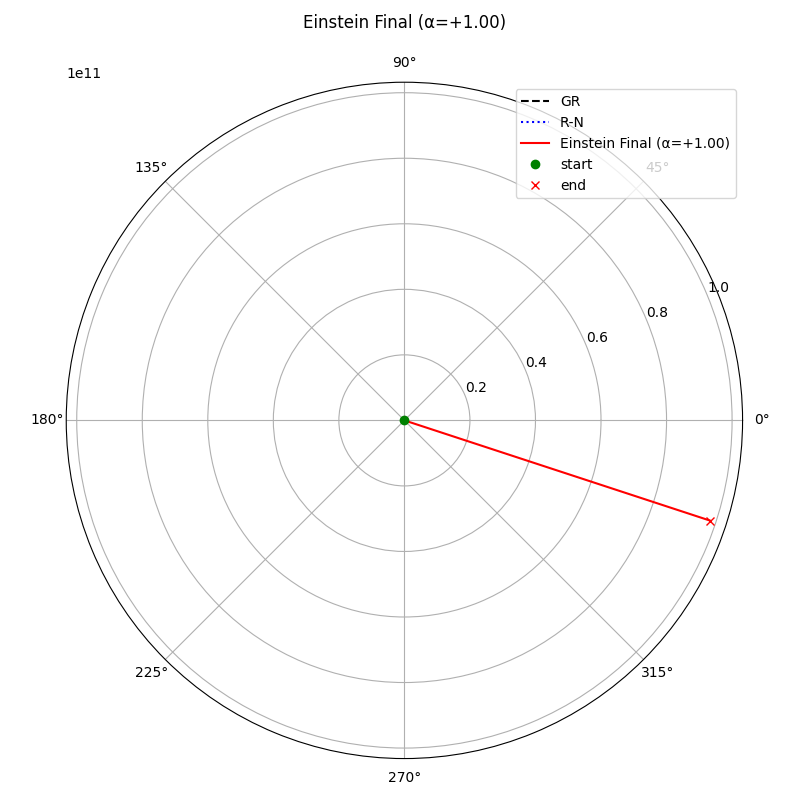 Einstein Final (α=+1.00)
1e11
90°
GR
R-N
Einstein Final (α=+1.00)
start
end
135°
45°
1.0
0.8
0.6
0.4
0.2
180°
0°
225°
315°
270°